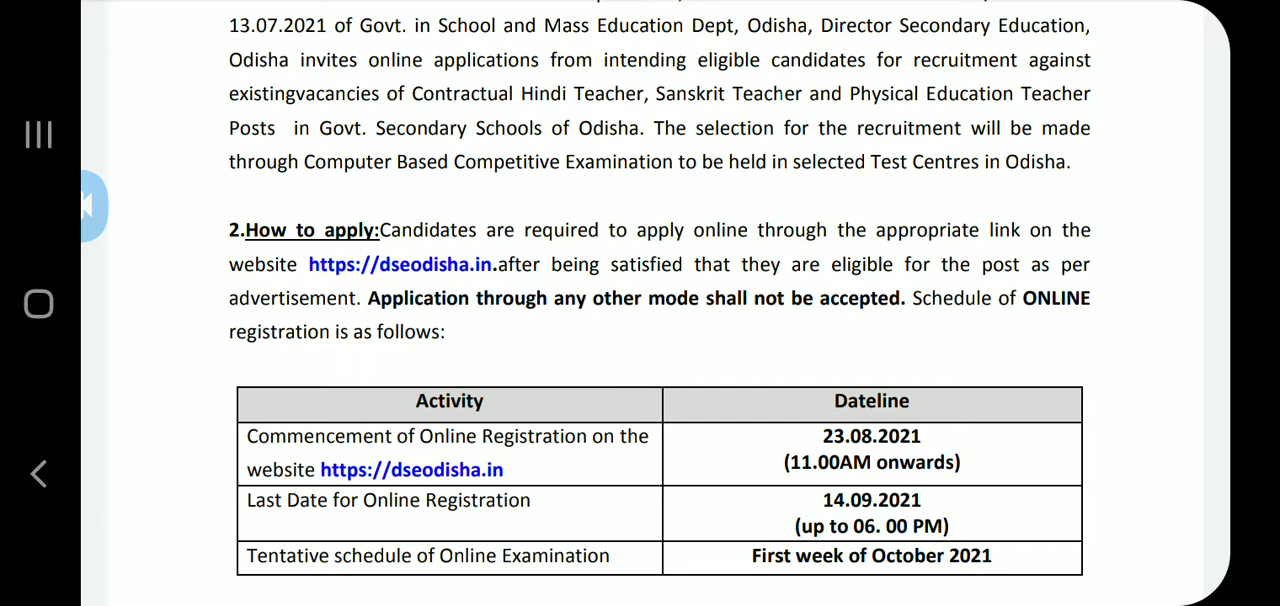 13.07.2021 of Govt. in School and Mass Education Dept, Odisha, Director Secondary Education,
Odisha invites online applications from intending eligible candidates for recruitment against
existingvacancies of Contractual Hindi Teacher, Sanskrit Teacher and Physical Education Teacher
Posts in Govt. Secondary Schools of Odisha. The selection for the recruitment will be made
through Computer Based Competitive Examination to be held in selected Test Centres in Odisha.
2.How to apply:Candidates are required to apply online through the appropriate link on the
website https://dseodisha.in.after being satisfied that they are eligible for the post as per
advertisement. Application through any other mode shall not be accepted. Schedule of ONLINE
registration is as follows:
Activity Dateline
Commencement of Online Registration on the
website https://dseodisha.in
23.08.2021
(11.00AM onwards)
Last Date for Online Registration
14.09.2021
(up to 06. 00 PM)
Tentative schedule of Online Examination First week of October 2021